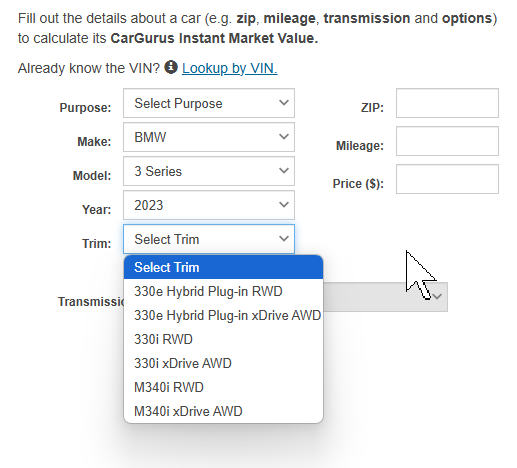 Fill out the details about a car (e.g. zip, mileage, transmission and options)
to calculate its CarGurus Instant Market Value.
Already know the VIN? Lookup by VIN.
Purpose: Select Purpose ZIP:
Make: BMW Mileage:
Model: 3 Series Price ($):
Year: 2023
Trim: Select Trim
Select Trim
330e Hybrid Plug-in RWD
Transmissi
330e Hybrid Plug-in xDrive AWD
330i RWD
330i xDrive AWD
M340i RWD
M340i xDrive AWD